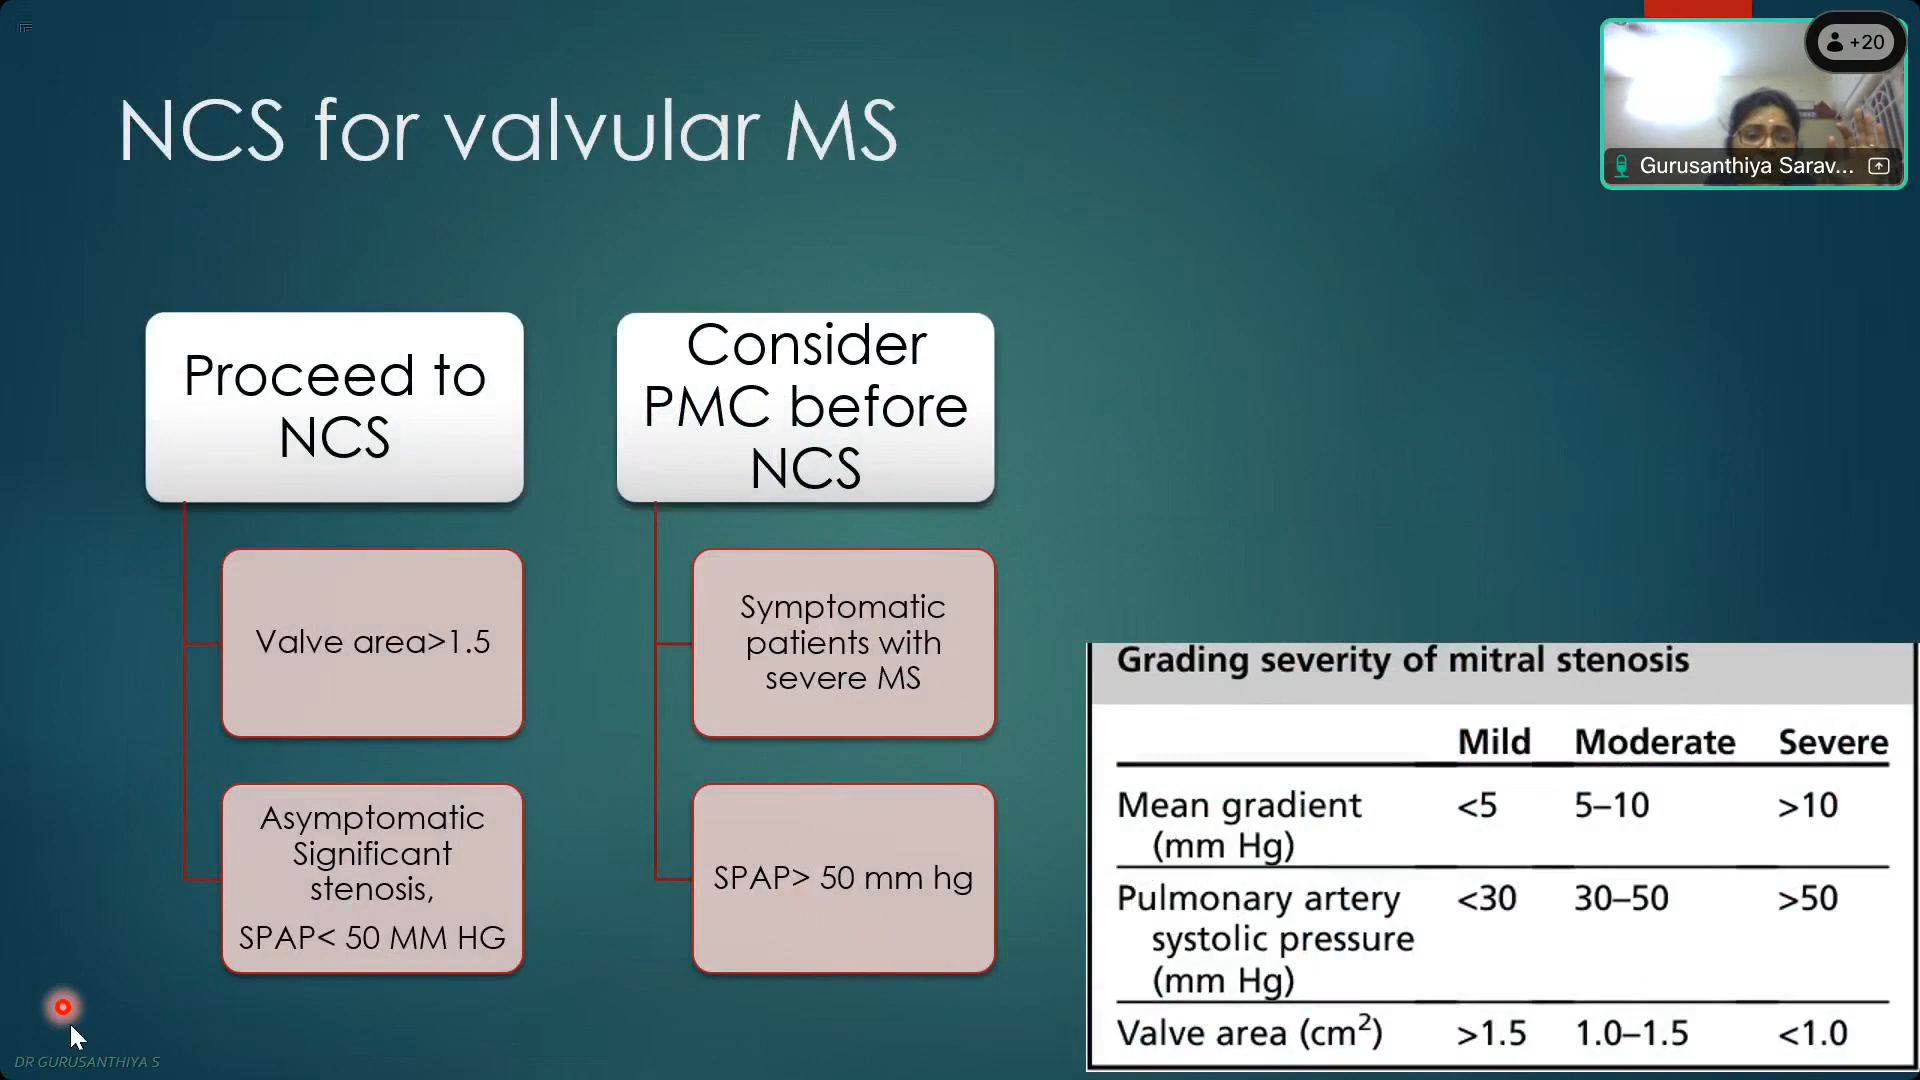 NCS for valvular MS
+20
Gurusanthiya Sarav...
Proceed to
NCS
Valve area>1.5
Asymptomatic
Significant
stenosis,
SPAP< 50 MM HG
Consider
PMC before
NCS
Symptomatic
patients with
severe MS
SPAP> 50 mm hg
Grading severity of mitral stenosis
Mild Moderate Severe
Mean gradient <5 5–10 >10
(mm Hg)
Pulmonary artery <30 30–50 >50
systolic pressure
(mm Hg)
Valve area (cm²) >1.5 1.0–1.5 <1.0
DR GURUSANTHIYA S